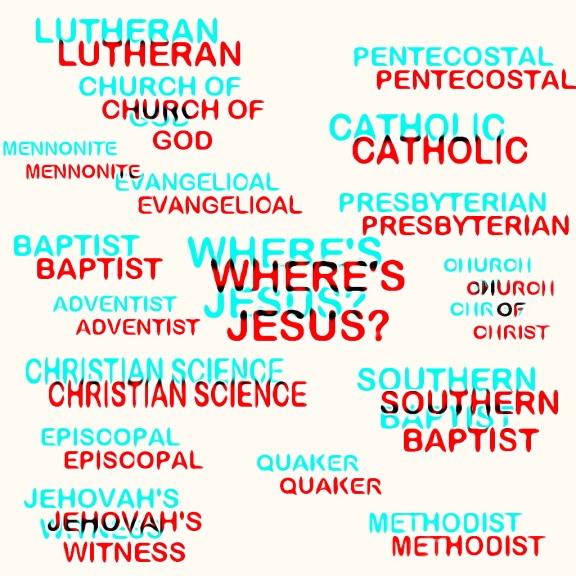 LUTHERAN
PENTECOSTAL
CHURCH OF
GOD
CATHOLIC
MENNONITE
EVANGELICAL
PRESBYTERIAN
BAPTIST
WHERE'S
JESUS?
CHURCH
OF
CHRIST
ADVENTIST
CHRISTIAN SCIENCE
SOUTHERN
BAPTIST
EPISCOPAL
QUAKER
JEHOVAH'S
WITNESS
METHODIST